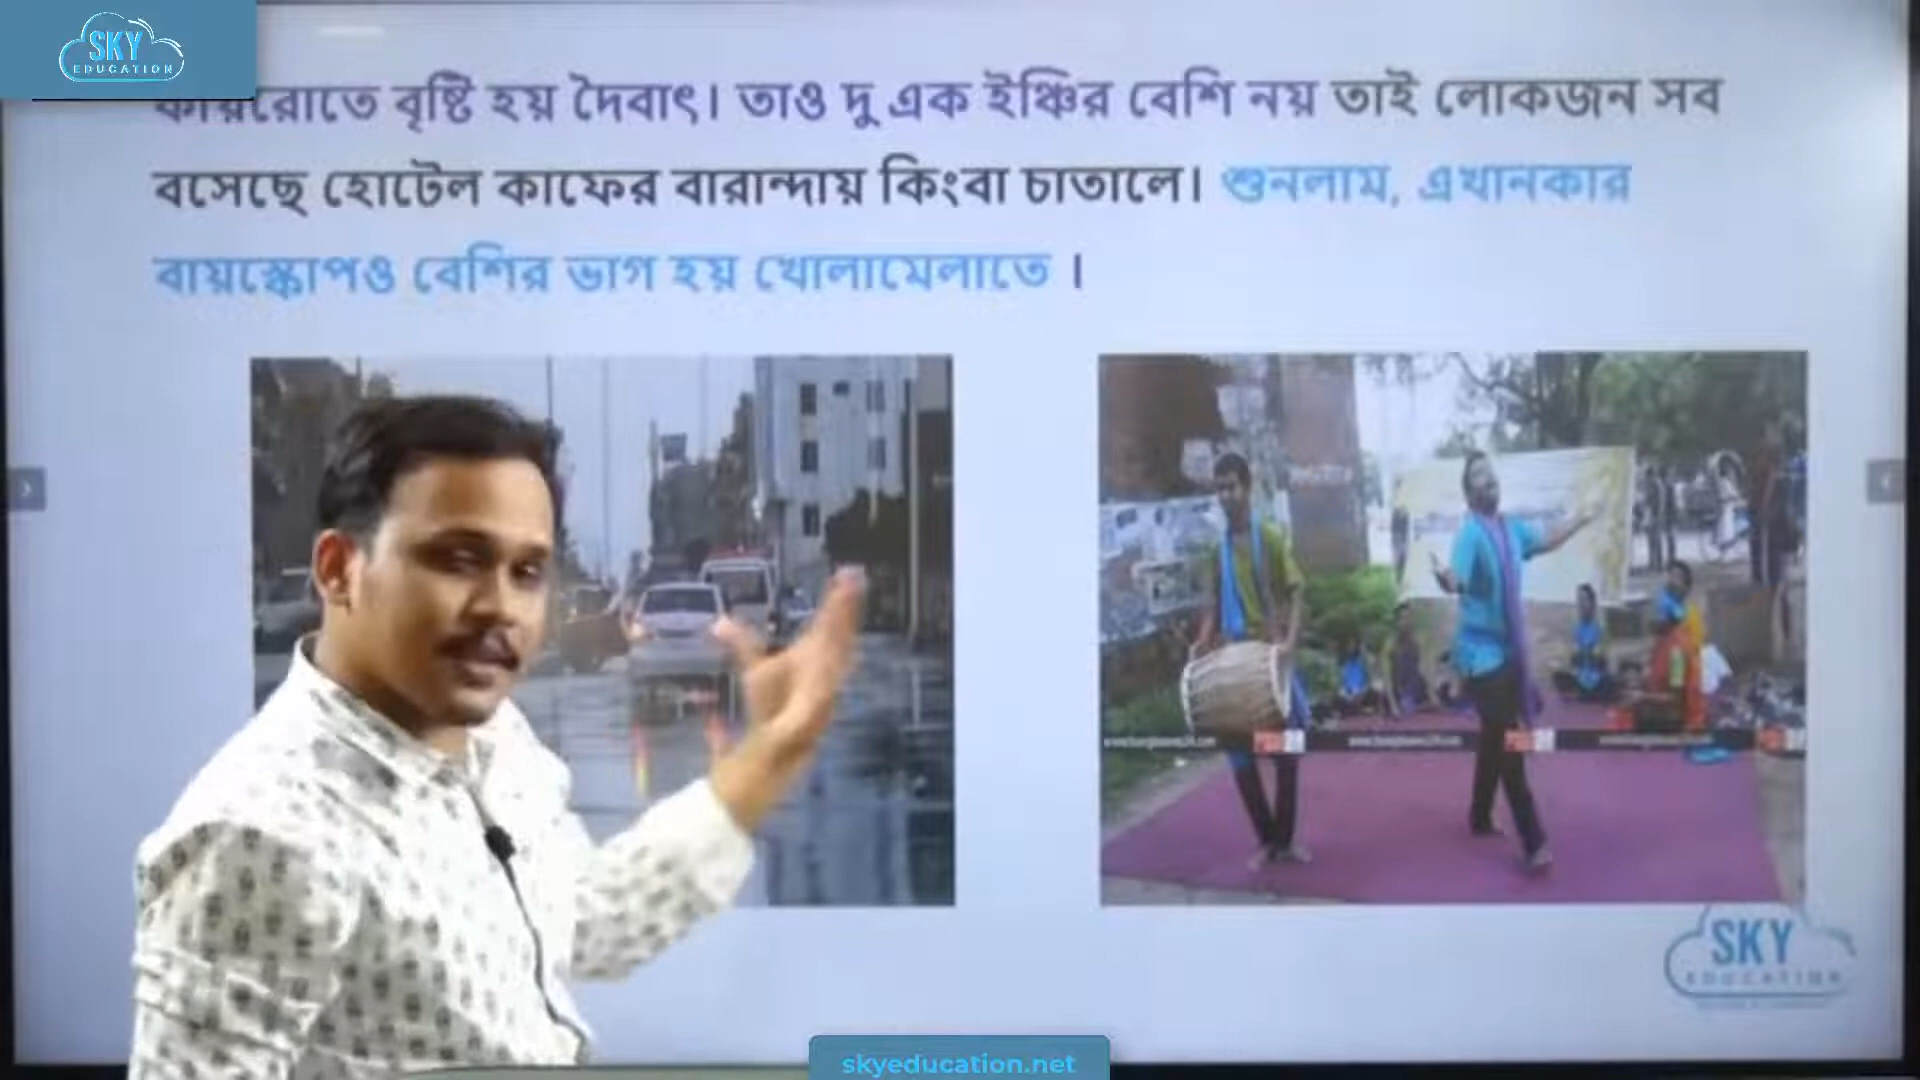 SKY
EDUCATION
কায়রোতে বৃষ্টি হয় দৈবাৎ। তাও দু এক ইঞ্চির বেশি নয় তাই লোকজন সব
বসেছে হোটেল কাফের বারান্দায় কিংবা চাতালে। শুনলাম, এখানকার
বায়স্কোপও বেশির ভাগ হয় খোলামেলাতে ।
SKY
EDUCATION
skyeducation.net